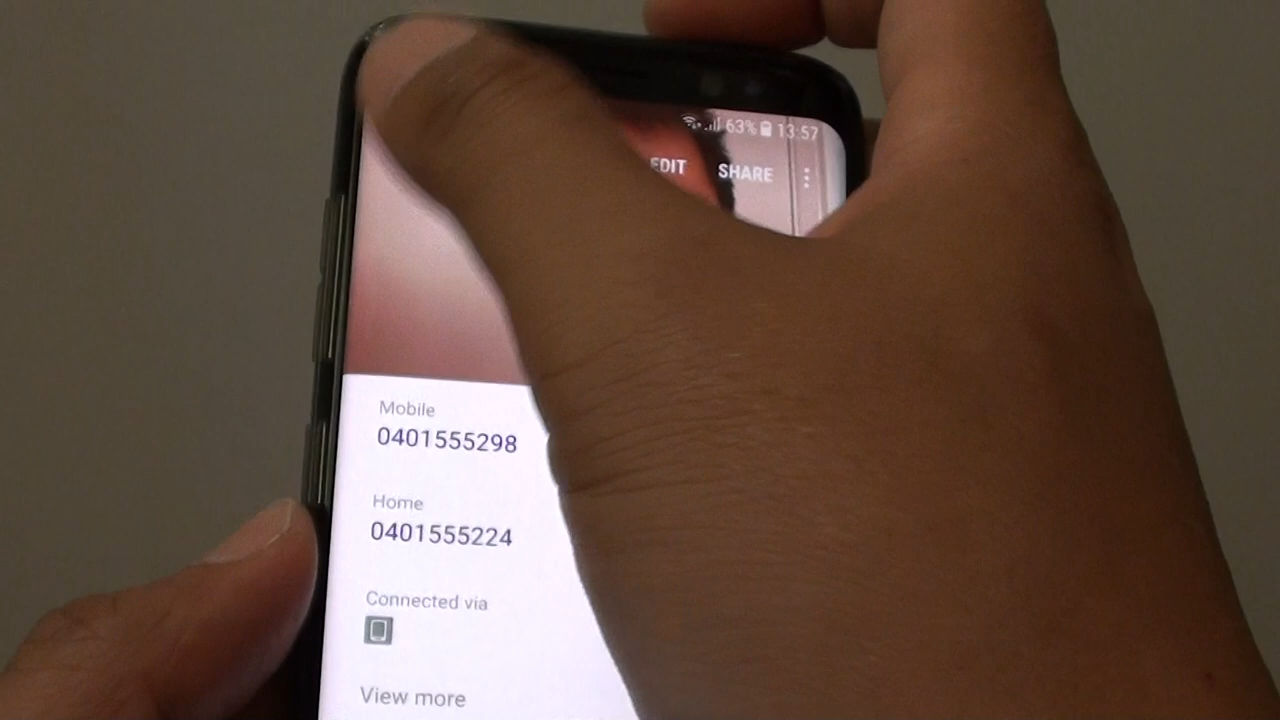 63% 13:57
EDIT SHARE
Mobile
0401555298
Home
0401555224
Connected via
View more